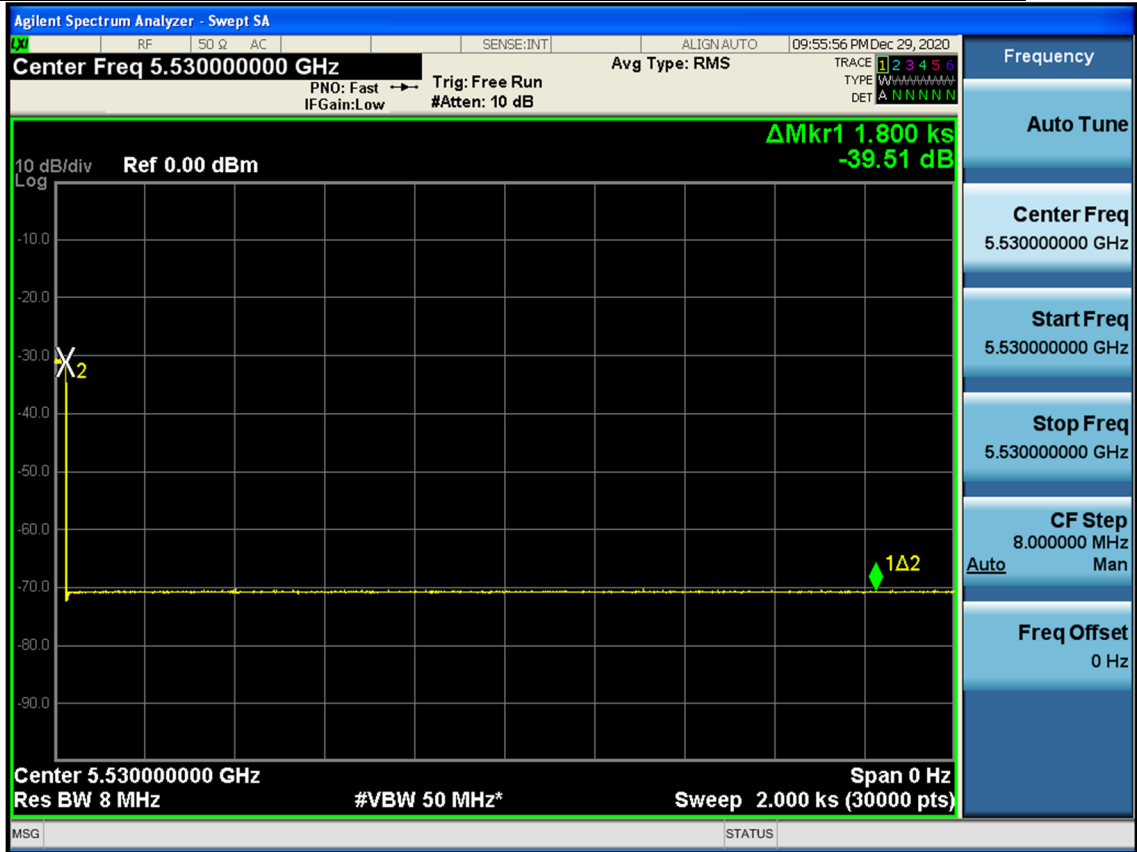 Agilent Spectrum Analyzer - Swept SA
LXI RF 50 Ω AC SENSE:INT ALIGN AUTO 09:55:56 PM Dec 29, 2020
Center Freq 5.530000000 GHz
PNO: Fast
IFGain:Low
Trig: Free Run
#Atten: 10 dB
Avg Type: RMS
TRACE 1 2 3 4 5 6
TYPE WWWWWW
DET A N N N N N
ΔMkr1 1.800 ks
-39.51 dB
10 dB/div Ref 0.00 dBm
Log
-10.0
-20.0
-30.0
-40.0
-50.0
-60.0
-70.0
-80.0
-90.0
X2
1Δ2
Center 5.530000000 GHz Span 0 Hz
Res BW 8 MHz #VBW 50 MHz* Sweep 2.000 ks (30000 pts)
MSG STATUS
Frequency
Auto Tune
Center Freq
5.530000000 GHz
Start Freq
5.530000000 GHz
Stop Freq
5.530000000 GHz
CF Step
8.000000 MHz
Auto Man
Freq Offset
0 Hz